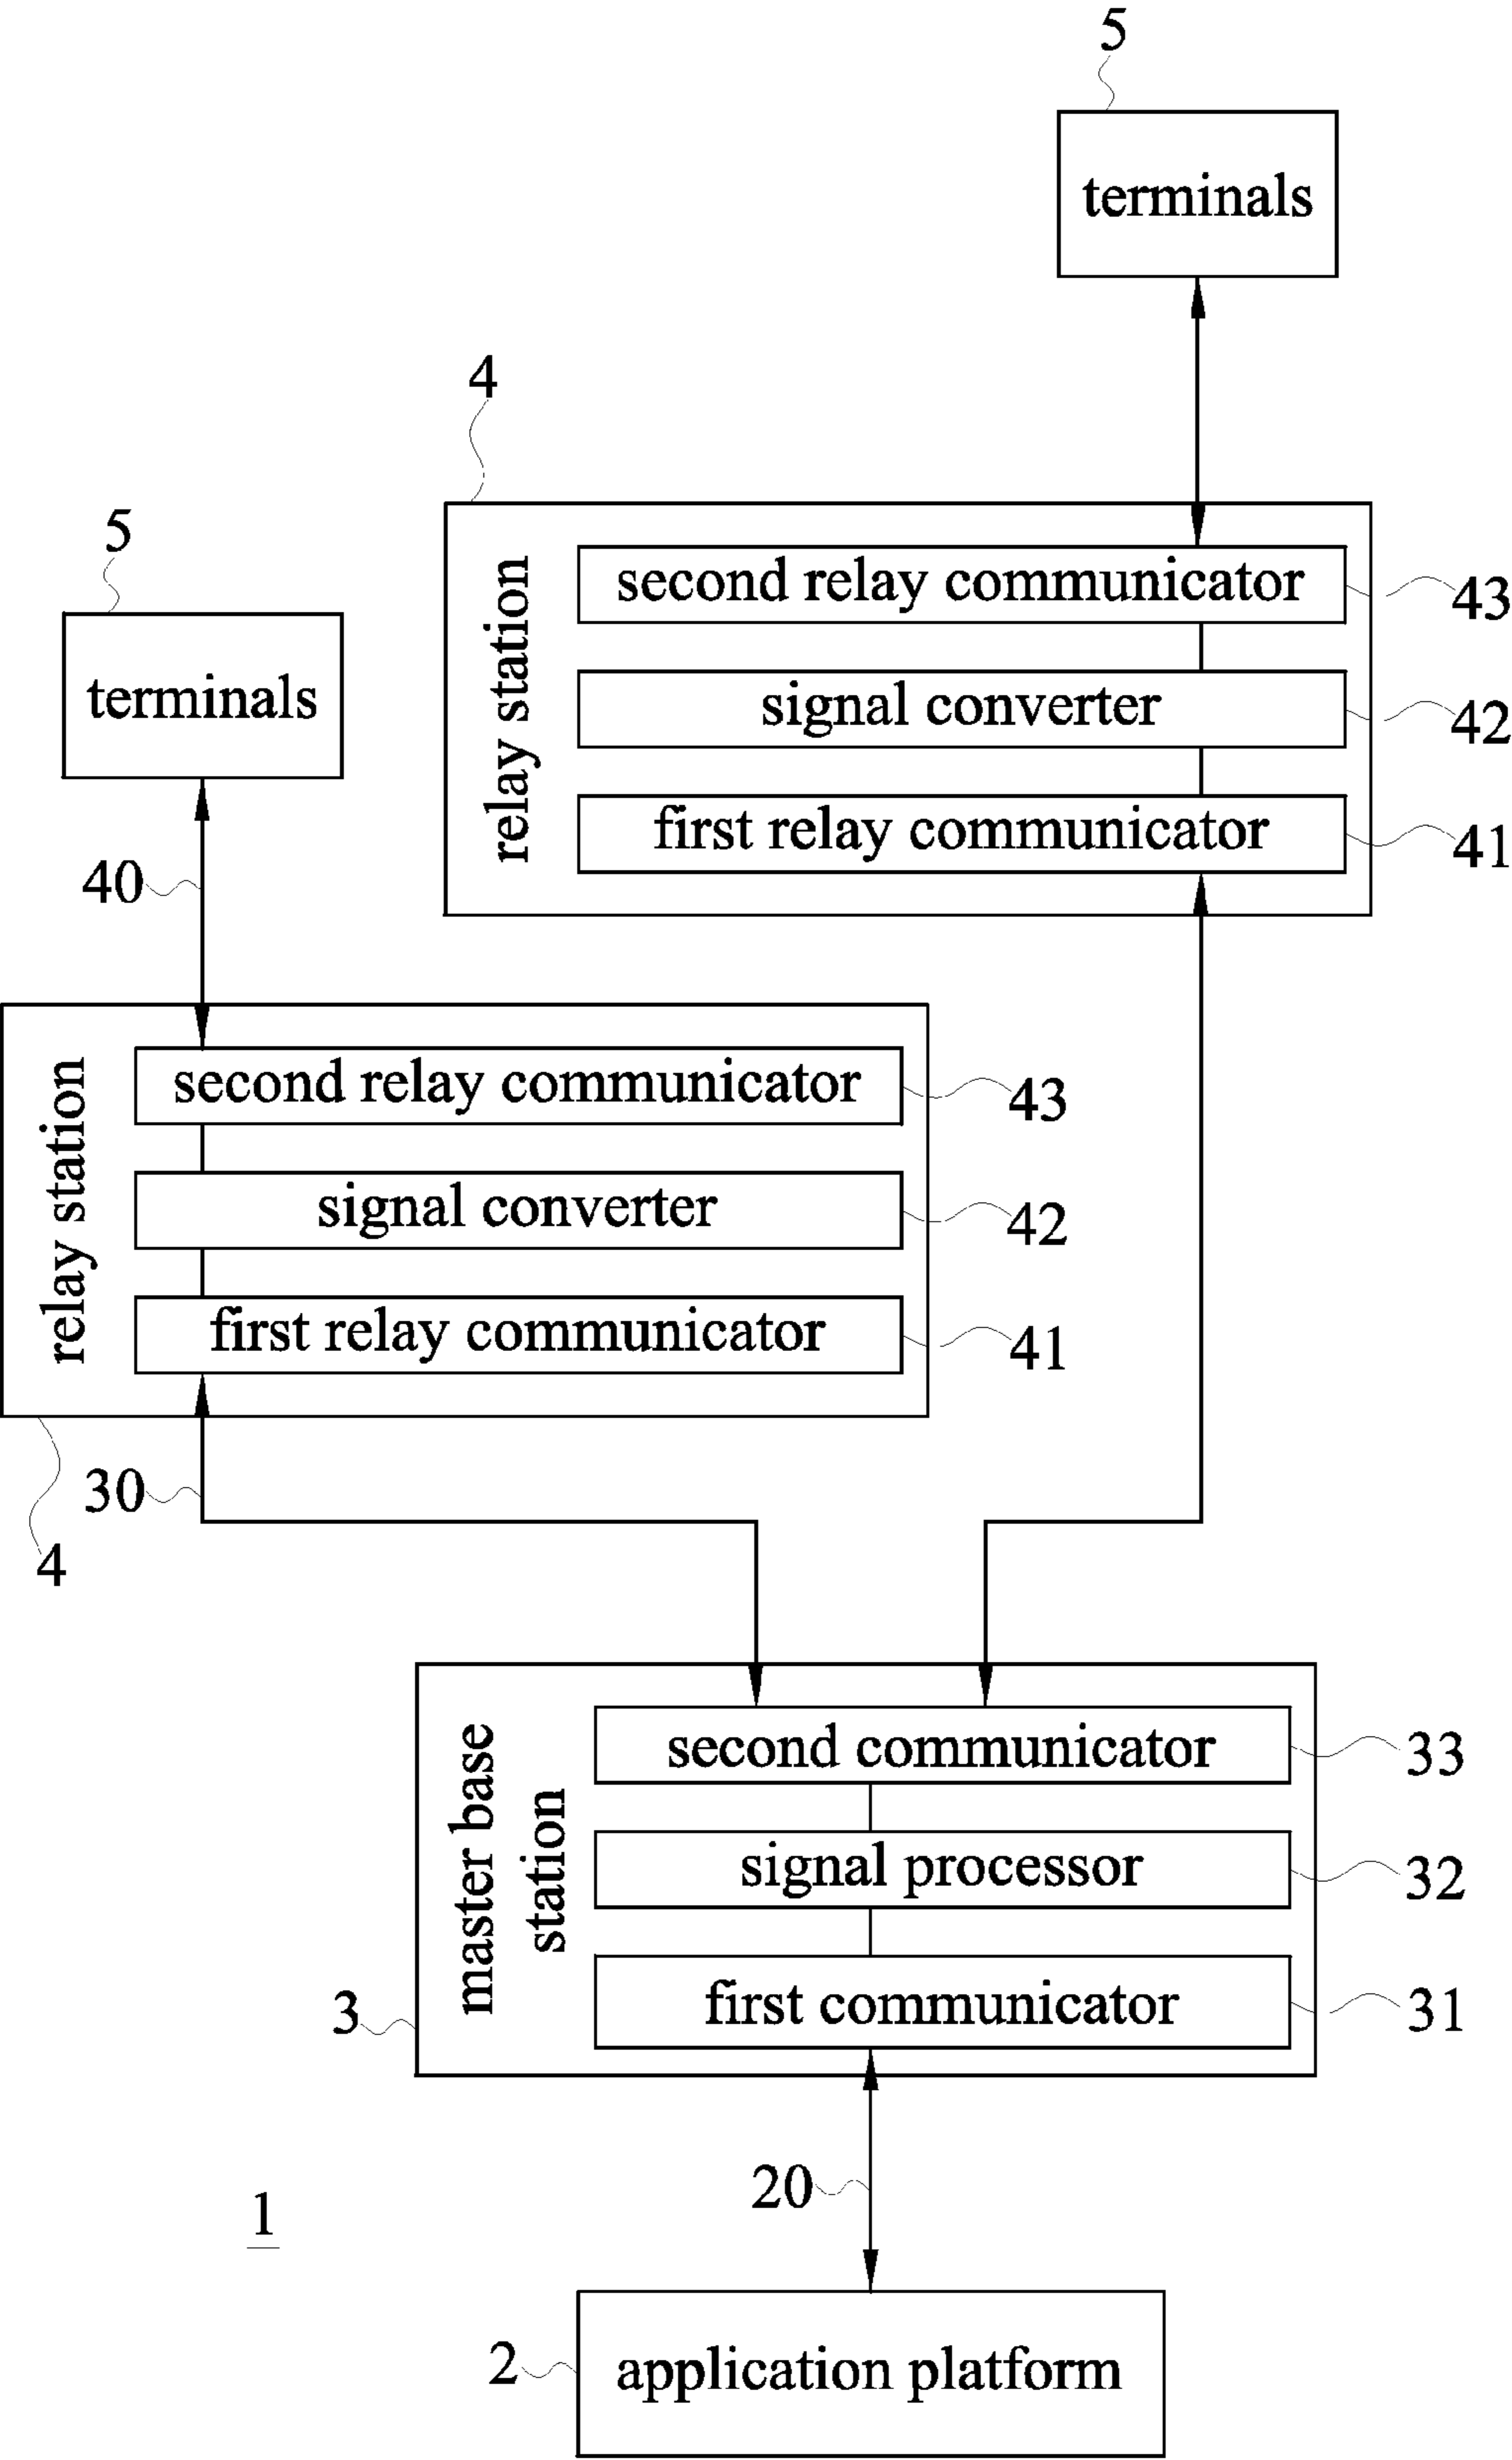 5
terminals
4
relay station
second relay communicator
43
signal converter
42
first relay communicator
41
5
terminals
40
relay station
second relay communicator
43
signal converter
42
first relay communicator
41
4
30
master base
station
second communicator
33
signal processor
32
first communicator
31
3
20
1
2
application platform